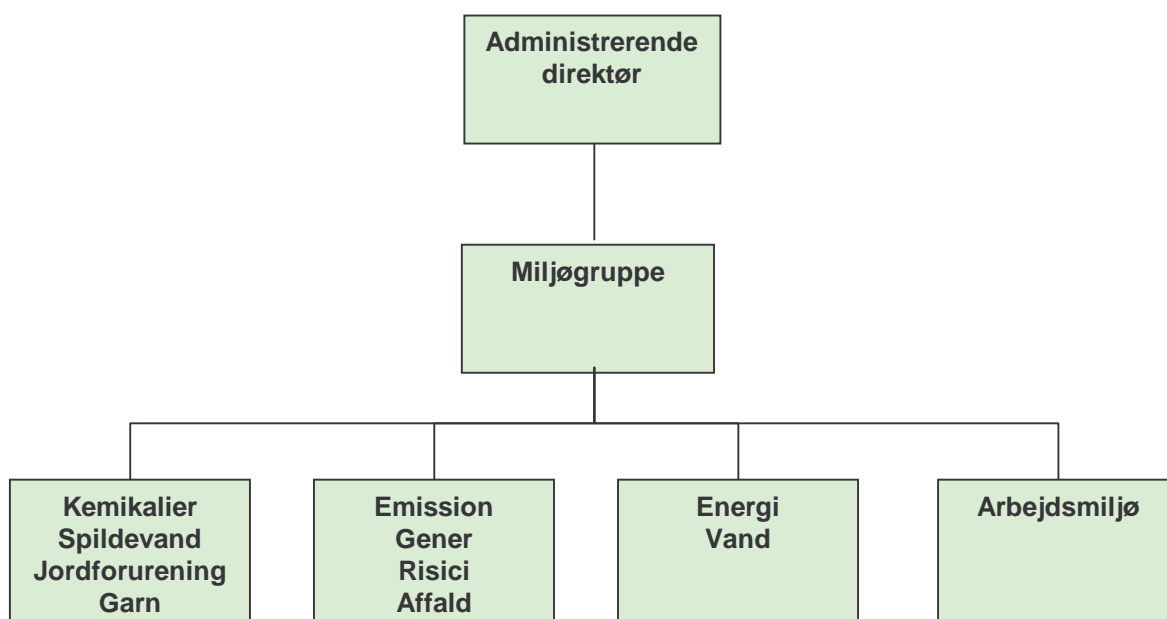 Administrerende
direktør
Miljøgruppe
Kemikalier
Spildevand
Jordforurening
Garn
Emission
Gener
Risici
Affald
Energi
Vand
Arbejdsmiljø